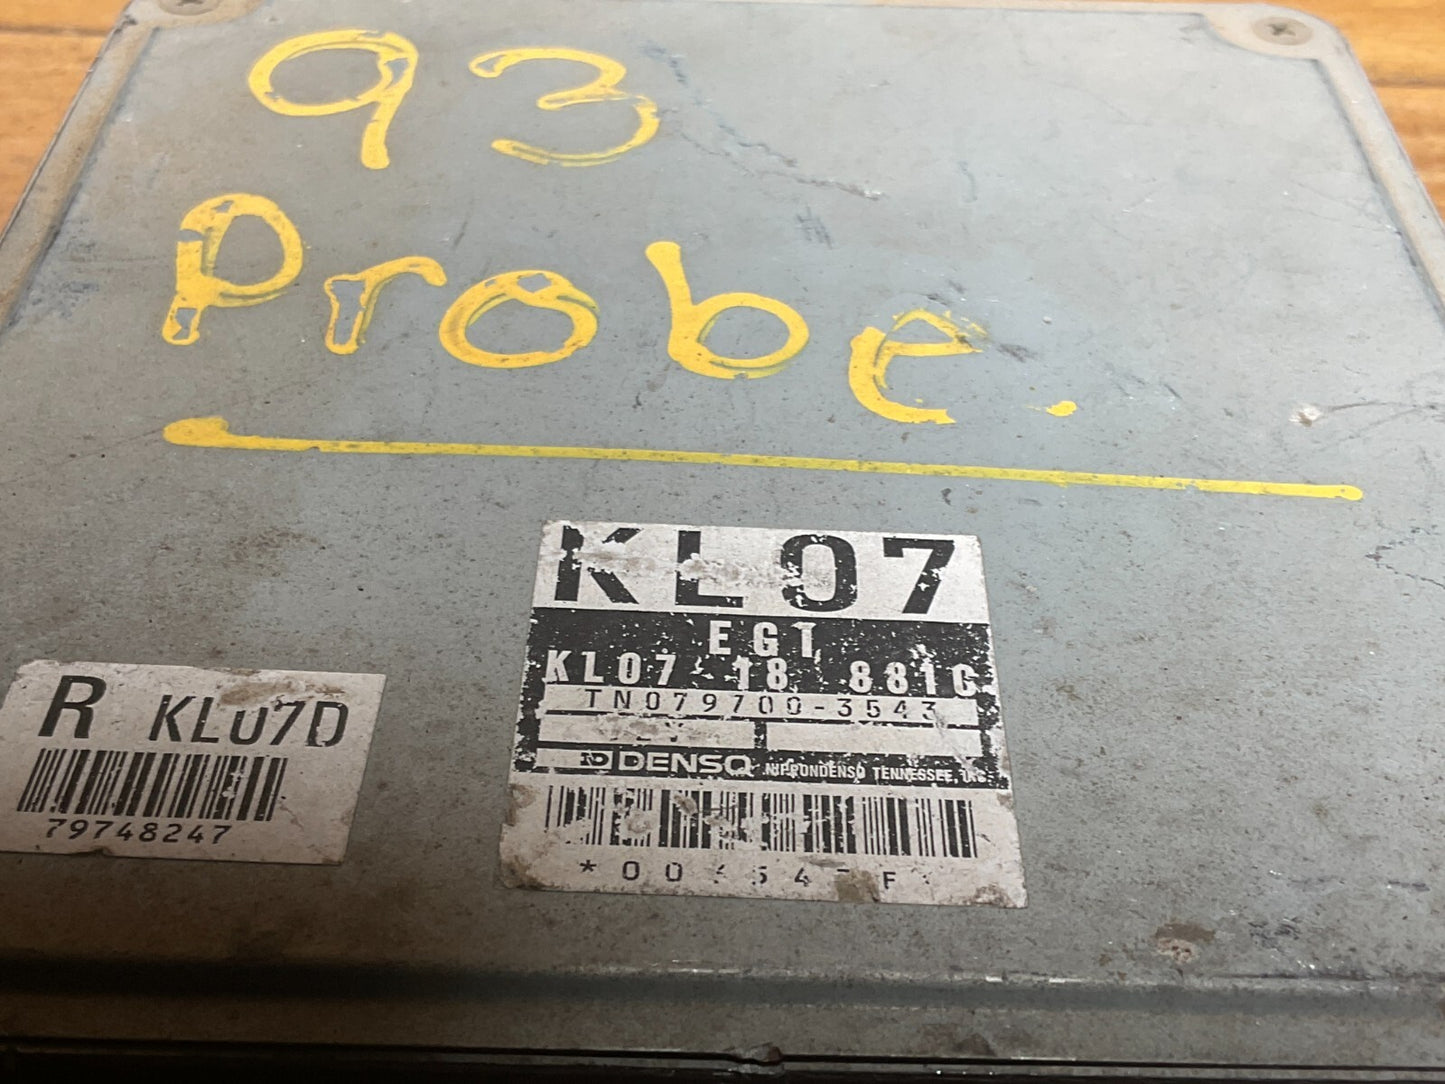 93
Probe.
KL07
EGT
KL07 18 881C
TN079700-3543
R KL07D
79748247
DENSO NIPPONDENSO TENNESSEE, INC.